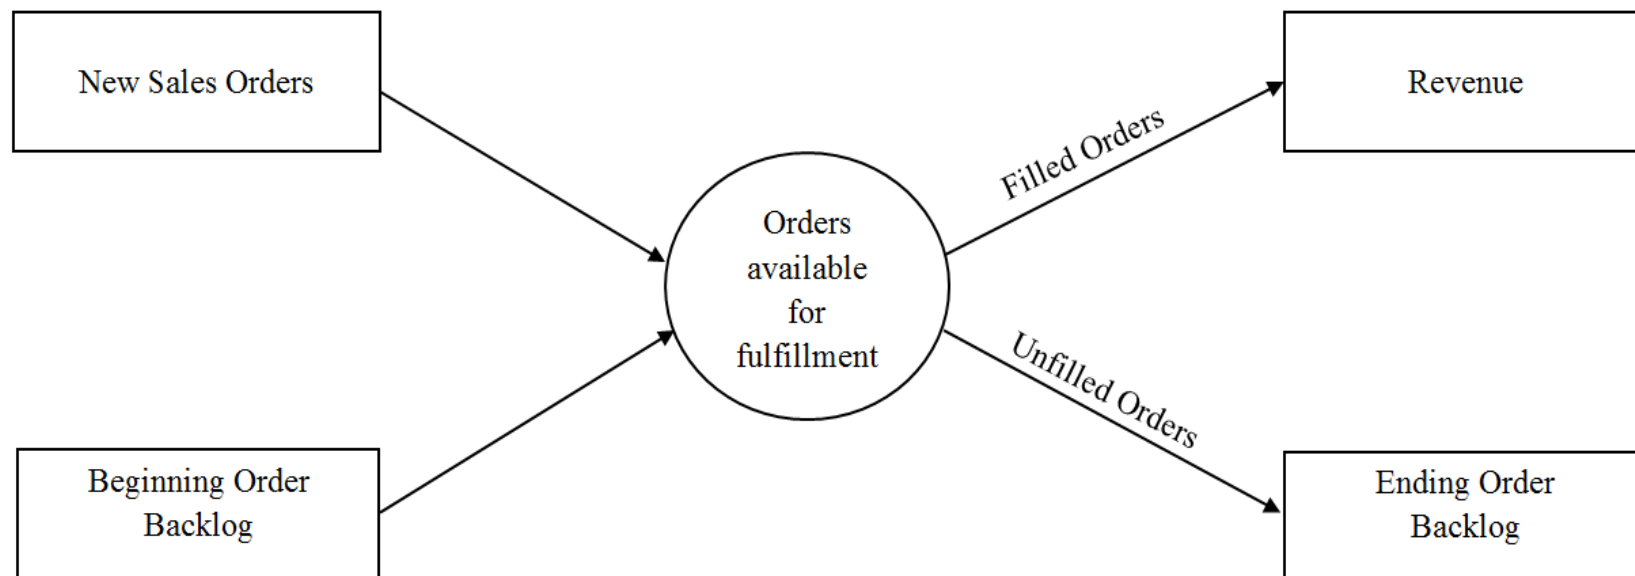 New Sales Orders
Revenue
Filled Orders
Orders
available
for
fulfillment
Unfilled Orders
Beginning Order
Backlog
Ending Order
Backlog